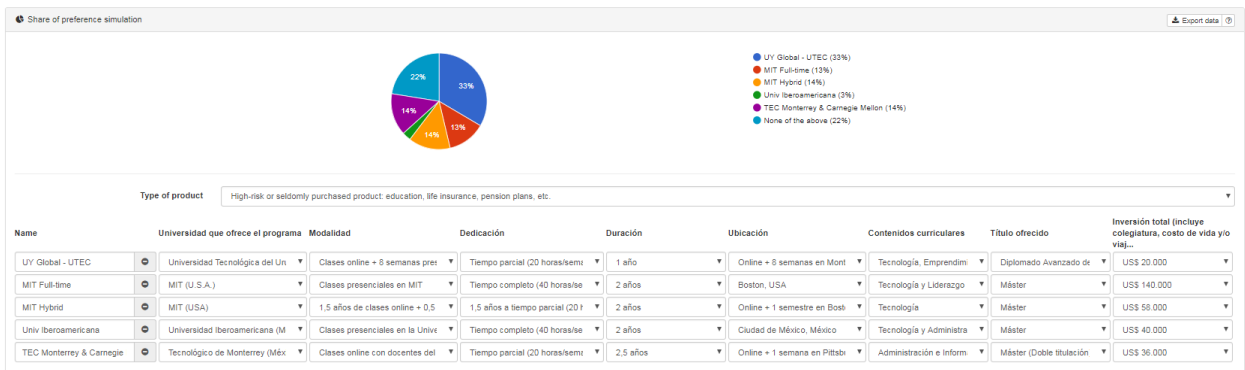 Share of preference simulation
Export data
33%
13%
14%
14%
22%
UY Global - UTEC (33%)
MIT Full-time (13%)
MIT Hybrid (14%)
Univ Iberoamericana (3%)
TEC Monterrey & Carnegie Mellon (14%)
None of the above (22%)
Type of product
High-risk or seldomly purchased product: education, life insurance, pension plans, etc.
Name Universidad que ofrece el programa Modalidad Dedicación Duración Ubicación Contenidos curriculares Título ofrecido Inversión total (incluye colegiatura, costo de vida y/o viaj...
UY Global - UTEC Universidad Tecnológica del Un Clases online + 8 semanas pres Tiempo parcial (20 horas/sema 1 año Online + 8 semanas en Mont Tecnología, Emprendimi Diplomado Avanzado de US$ 20.000
MIT Full-time MIT (U.S.A.) Clases presenciales en MIT Tiempo completo (40 horas/se 2 años Boston, USA Tecnología y Liderazgo Máster US$ 140.000
MIT Hybrid MIT (USA) 1,5 años de clases online + 0,5 1,5 años a tiempo parcial (20 h 2 años Online + 1 semestre en Bost Tecnología Máster US$ 58.000
Univ Iberoamericana Universidad Iberoamericana (M Clases presenciales en la Unive Tiempo completo (40 horas/se 2 años Ciudad de México, México Tecnología y Administra Máster US$ 40.000
TEC Monterrey & Carnegie Tecnológico de Monterrey (Méx Clases online con docentes del Tiempo parcial (20 horas/sema 2,5 años Online + 1 semana en Pittsb Administración e Inform Máster (Doble titulación US$ 36.000